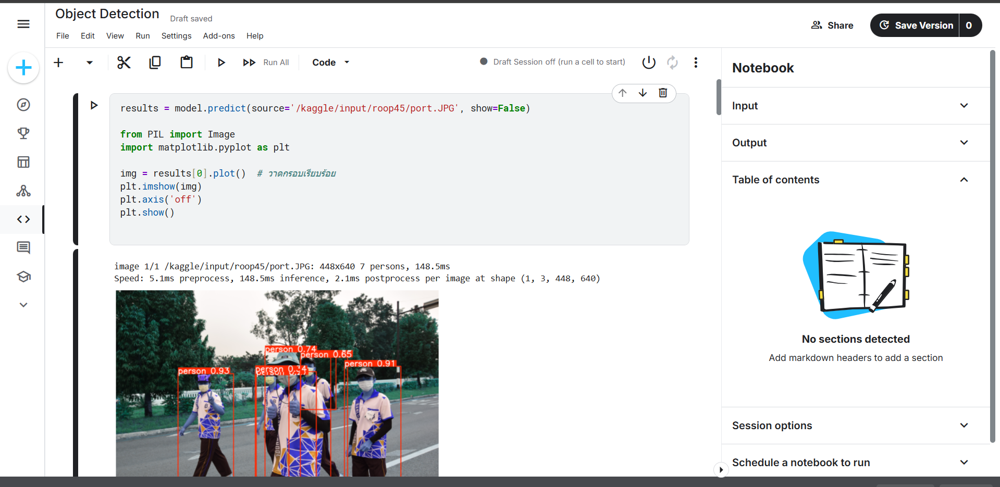 Object Detection Draft saved
File Edit View Run Settings Add-ons Help
Share
Save Version 0
Run All
Code
Draft Session off (run a cell to start)
results = model.predict(source='/kaggle/input/roop45/port.JPG', show=False)
from PIL import Image
import matplotlib.pyplot as plt
img = results[0].plot()  # วาดกรอบเรียบร้อย
plt.imshow(img)
plt.axis('off')
plt.show()
image 1/1 /kaggle/input/roop45/port.JPG: 448x640 7 persons, 148.5ms
Speed: 5.1ms preprocess, 148.5ms inference, 2.1ms postprocess per image at shape (1, 3, 448, 640)
person 0.74
person 0.65
person 0.91
person 0.34
person 0.93
Notebook
Input
Output
Table of contents
No sections detected
Add markdown headers to add a section
Session options
Schedule a notebook to run